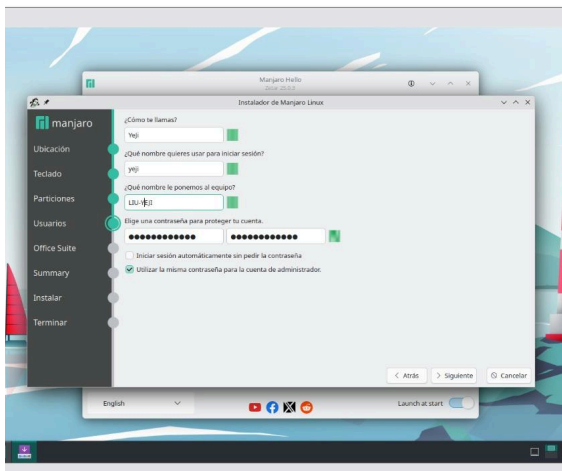 Manjaro Hello
Instalador de Manjaro Linux
manjaro
¿Cómo te llamas?
Yeji
Ubicación
¿Qué nombre quieres usar para iniciar sesión?
yeji
Teclado
¿Qué nombre le ponemos al equipo?
Particiones
LIU-YEJI
Usuarios
Elige una contraseña para proteger tu cuenta.
Office Suite
Iniciar sesión automáticamente sin pedir la contraseña
Summary
Utilizar la misma contraseña para la cuenta de administrador.
Instalar
Terminar
Atrás
Siguiente
Cancelar
English
Launch at start